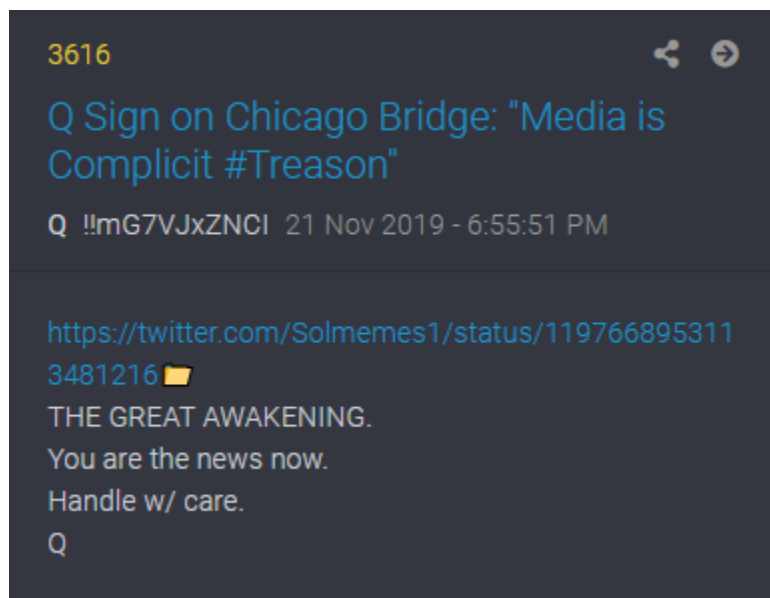 3616
Q Sign on Chicago Bridge: "Media is
Complicit #Treason"
Q !!mG7VJxZNCI 21 Nov 2019 - 6:55:51 PM
https://twitter.com/Solmemes1/status/119766895311
3481216
THE GREAT AWAKENING.
You are the news now.
Handle w/ care.
Q